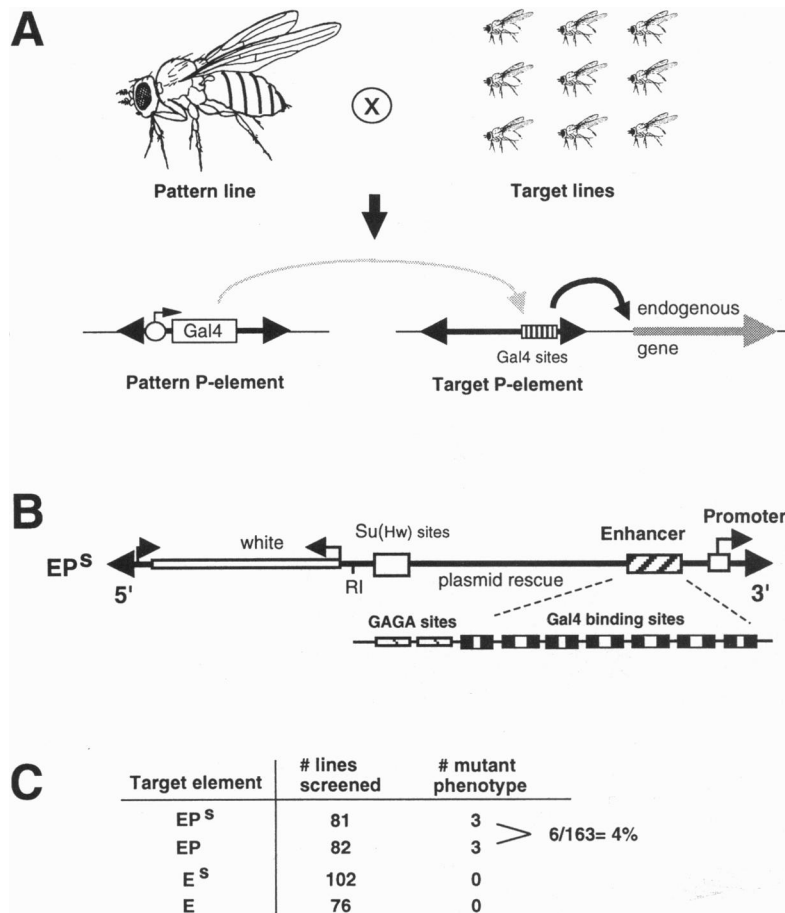 A
X
Pattern line
Target lines
Gal4
endogenous
gene
Gal4 sites
Pattern P-element
Target P-element
B
Promoter
Su(Hw) sites
Enhancer
white
EP S
RI
plasmid rescue
5'
3'
GAGA sites
Gal4 binding sites
C
Target element
# lines
screened
# mutant
phenotype
EP S 81 3
6/163= 4%
EP 82 3
E S 102 0
E 76 0